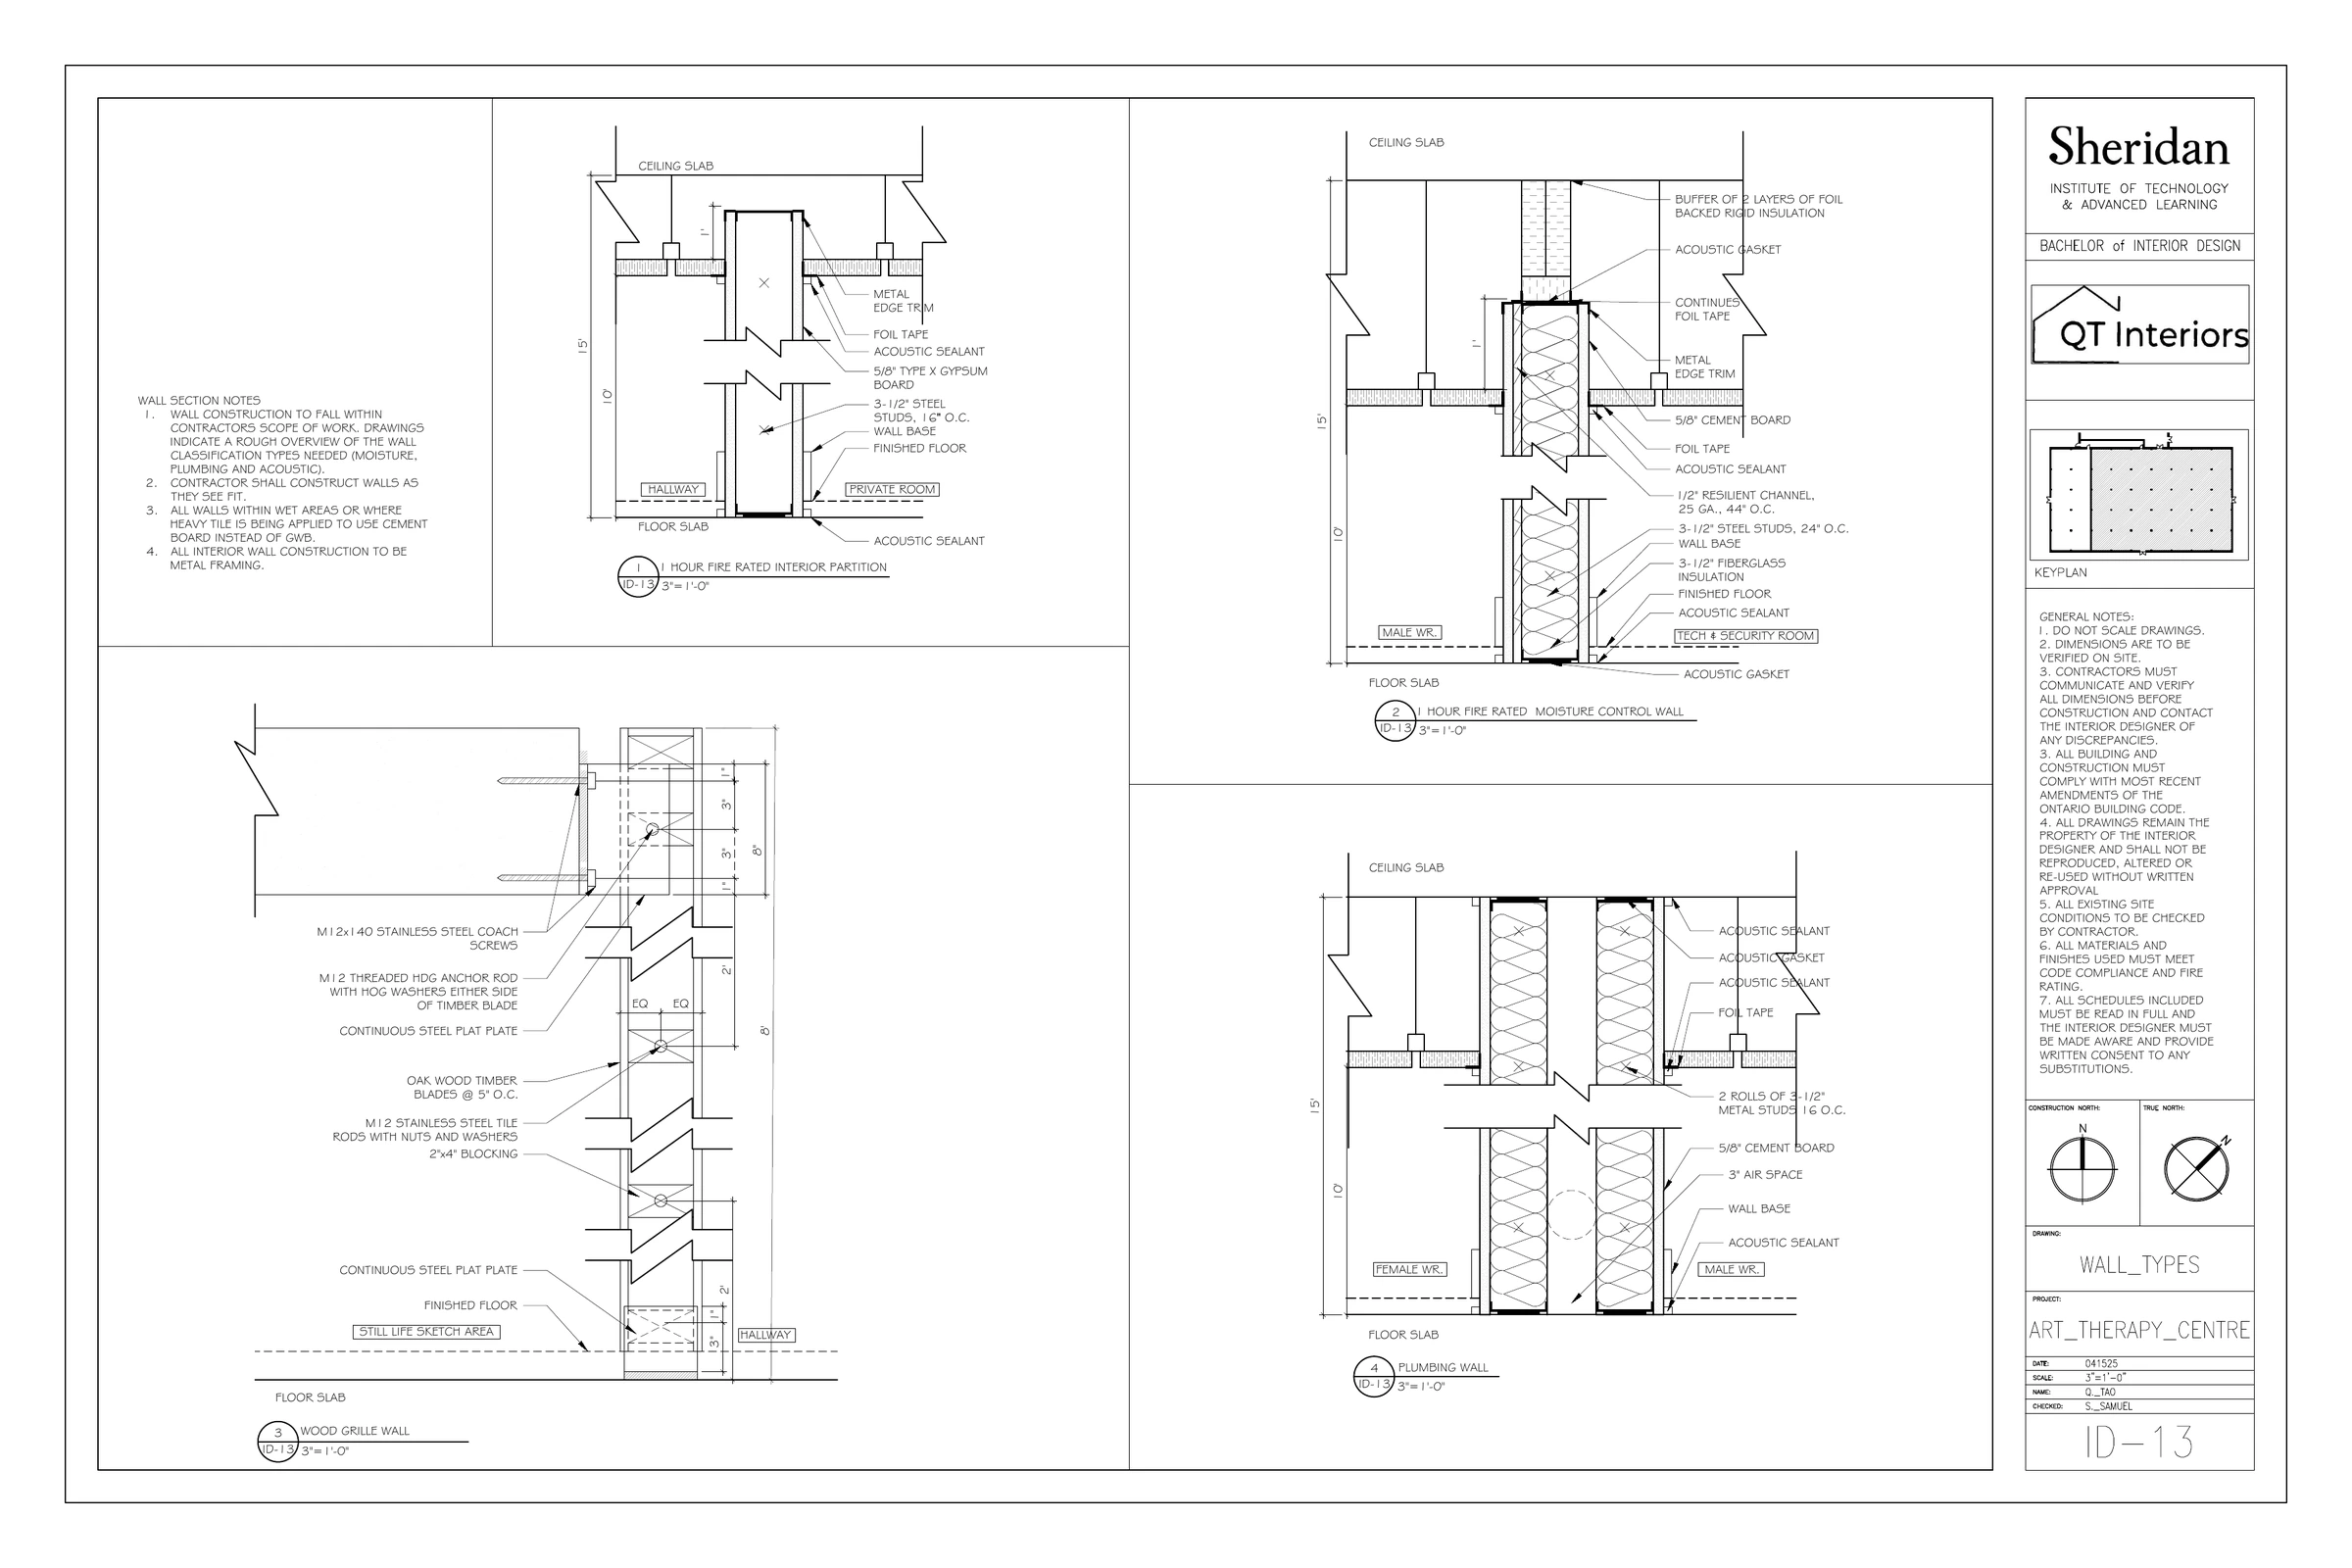 WALL SECTION NOTES
1. WALL CONSTRUCTION TO FALL WITHIN
CONTRACTORS SCOPE OF WORK. DRAWINGS
INDICATE A ROUGH OVERVIEW OF THE WALL
CLASSIFICATION TYPES NEEDED (MOISTURE,
PLUMBING AND ACOUSTIC).
2. CONTRACTOR SHALL CONSTRUCT WALLS AS
THEY SEE FIT.
3. ALL WALLS WITHIN WET AREAS OR WHERE
HEAVY TILE IS BEING APPLIED TO USE CEMENT
BOARD INSTEAD OF GWB.
4. ALL INTERIOR WALL CONSTRUCTION TO BE
METAL FRAMING.
CEILING SLAB
1'
15'
10'
METAL
EDGE TRIM
FOIL TAPE
ACOUSTIC SEALANT
5/8" TYPE X GYPSUM
BOARD
3-1/2" STEEL
STUDS, 16" O.C.
WALL BASE
FINISHED FLOOR
HALLWAY
PRIVATE ROOM
FLOOR SLAB
ACOUSTIC SEALANT
1
ID-13
1 HOUR FIRE RATED INTERIOR PARTITION
3"=1'-0"
CEILING SLAB
BUFFER OF 2 LAYERS OF FOIL
BACKED RIGID INSULATION
ACOUSTIC GASKET
CONTINUES
FOIL TAPE
1'
METAL
EDGE TRIM
15'
10'
5/8" CEMENT BOARD
FOIL TAPE
ACOUSTIC SEALANT
1/2" RESILIENT CHANNEL,
25 GA., 44" O.C.
3-1/2" STEEL STUDS, 24" O.C.
WALL BASE
3-1/2" FIBERGLASS
INSULATION
FINISHED FLOOR
ACOUSTIC SEALANT
MALE WR.
TECH & SECURITY ROOM
ACOUSTIC GASKET
FLOOR SLAB
2
ID-13
1 HOUR FIRE RATED MOISTURE CONTROL WALL
3"=1'-0"
1"
3"
3"
1"
8"
2'
8'
M12x140 STAINLESS STEEL COACH
SCREWS
M12 THREADED HDG ANCHOR ROD
WITH HOG WASHERS EITHER SIDE
OF TIMBER BLADE
EQ EQ
CONTINUOUS STEEL PLAT PLATE
OAK WOOD TIMBER
BLADES @ 5" O.C.
M12 STAINLESS STEEL TILE
RODS WITH NUTS AND WASHERS
2"x4" BLOCKING
CONTINUOUS STEEL PLAT PLATE
2'
1"
3"
FINISHED FLOOR
STILL LIFE SKETCH AREA
HALLWAY
FLOOR SLAB
3
ID-13
WOOD GRILLE WALL
3"=1'-0"
CEILING SLAB
ACOUSTIC SEALANT
ACOUSTIC GASKET
ACOUSTIC SEALANT
FOIL TAPE
15'
10'
2 ROLLS OF 3-1/2"
METAL STUDS 16 O.C.
5/8" CEMENT BOARD
3" AIR SPACE
WALL BASE
ACOUSTIC SEALANT
FEMALE WR.
MALE WR.
FLOOR SLAB
4
ID-13
PLUMBING WALL
3"=1'-0"
Sheridan
INSTITUTE OF TECHNOLOGY
& ADVANCED LEARNING
BACHELOR of INTERIOR DESIGN
QT Interiors
KEYPLAN
GENERAL NOTES:
1. DO NOT SCALE DRAWINGS.
2. DIMENSIONS ARE TO BE
VERIFIED ON SITE.
3. CONTRACTORS MUST
COMMUNICATE AND VERIFY
ALL DIMENSIONS BEFORE
CONSTRUCTION AND CONTACT
THE INTERIOR DESIGNER OF
ANY DISCREPANCIES.
3. ALL BUILDING AND
CONSTRUCTION MUST
COMPLY WITH MOST RECENT
AMENDMENTS OF THE
ONTARIO BUILDING CODE.
4. ALL DRAWINGS REMAIN THE
PROPERTY OF THE INTERIOR
DESIGNER AND SHALL NOT BE
REPRODUCED, ALTERED OR
RE-USED WITHOUT WRITTEN
APPROVAL
5. ALL EXISTING SITE
CONDITIONS TO BE CHECKED
BY CONTRACTOR.
6. ALL MATERIALS AND
FINISHES USED MUST MEET
CODE COMPLIANCE AND FIRE
RATING.
7. ALL SCHEDULES INCLUDED
MUST BE READ IN FULL AND
THE INTERIOR DESIGNER MUST
BE MADE AWARE AND PROVIDE
WRITTEN CONSENT TO ANY
SUBSTITUTIONS.
CONSTRUCTION NORTH: TRUE NORTH:
N N
DRAWING:
WALL_TYPES
PROJECT:
ART_THERAPY_CENTRE
DATE: 041525
SCALE: 3"=1'-0"
NAME: Q._TAO
CHECKED: S._SAMUEL
ID-13